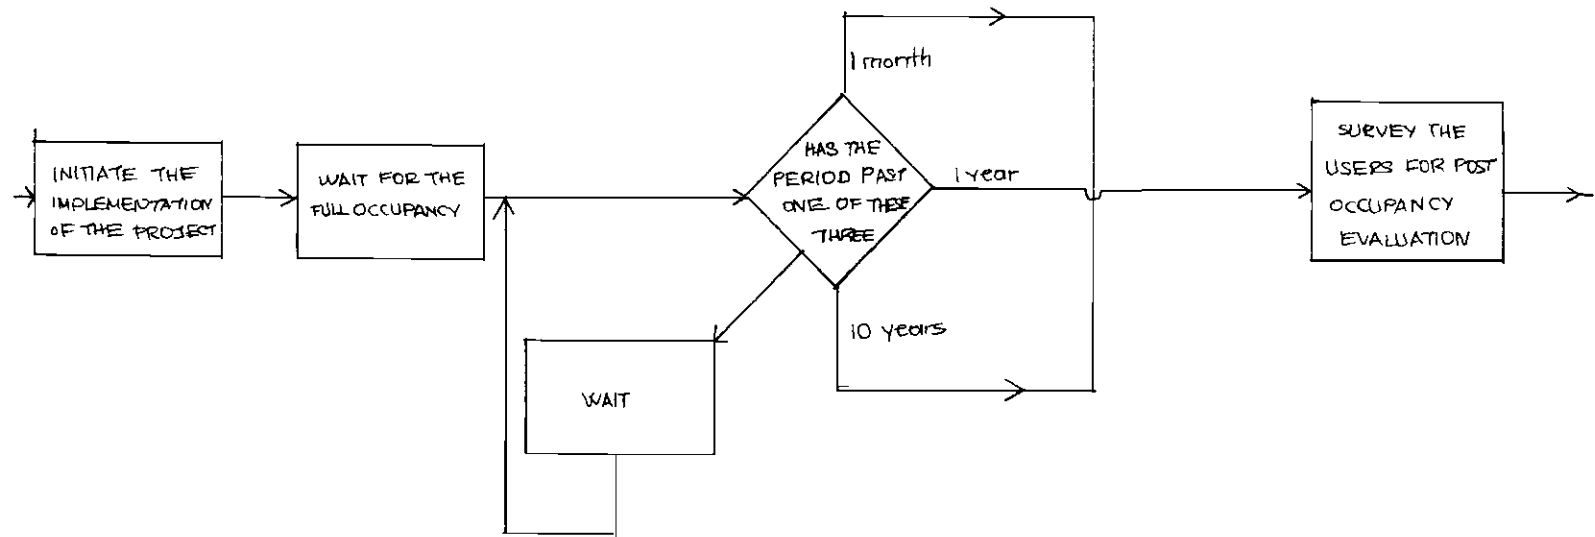 INITIATE THE
IMPLEMENTATION
OF THE PROJECT
WAIT FOR THE
FULL OCCUPANCY
HAS THE
PERIOD PAST
ONE OF THESE
THREE
1 month
1 year
10 years
WAIT
SURVEY THE
USERS FOR POST
OCCUPANCY
EVALUATION